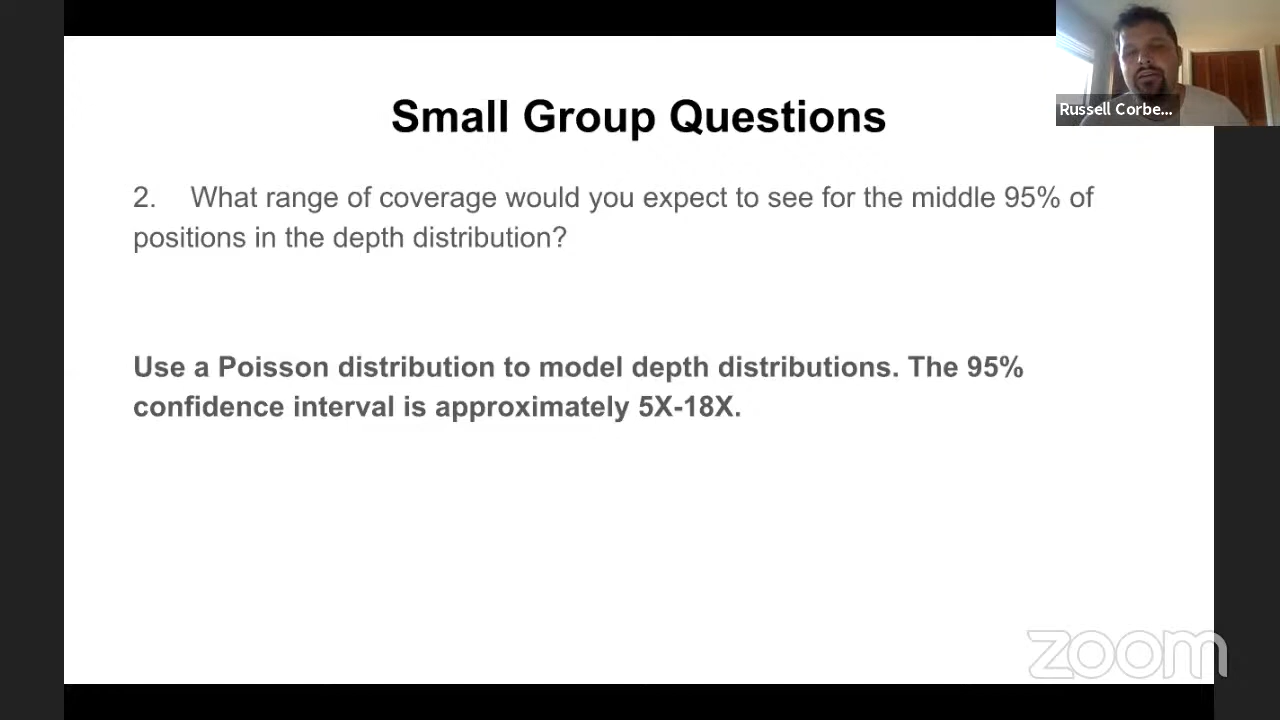 Small Group Questions
Russell Corbe...
2. What range of coverage would you expect to see for the middle 95% of
positions in the depth distribution?
Use a Poisson distribution to model depth distributions. The 95%
confidence interval is approximately 5X-18X.
zoom